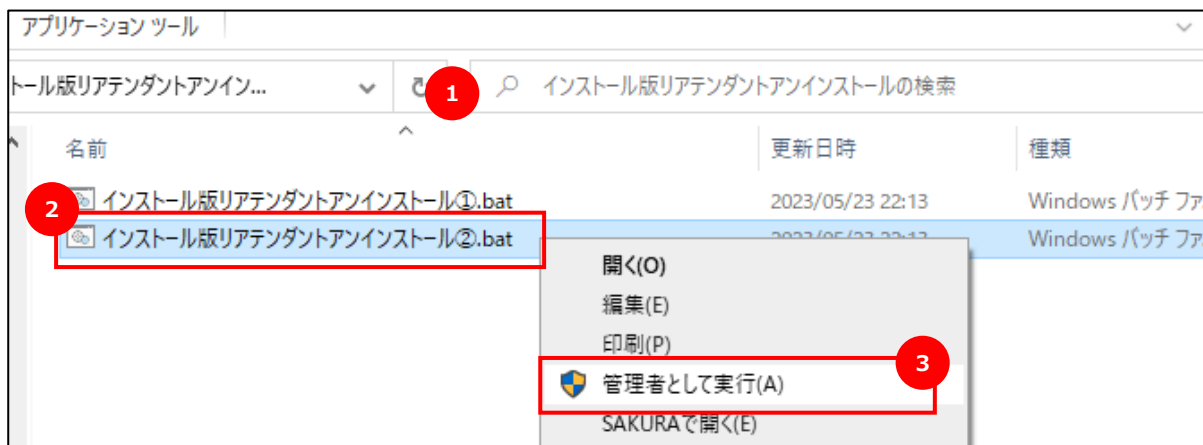 アプリケーション ツール
トール版リアテンダントアンイン...
1
インストール版リアテンダントアンインストールの検索
名前
更新日時
種類
インストール版リアテンダントアンインストール①.bat
2023/05/23 22:13
Windows バッチ ファ
2
インストール版リアテンダントアンインストール②.bat
2023/05/23 22:13
Windows バッチ ファ
開く(O)
編集(E)
印刷(P)
3
管理者として実行(A)
SAKURAで開く(E)